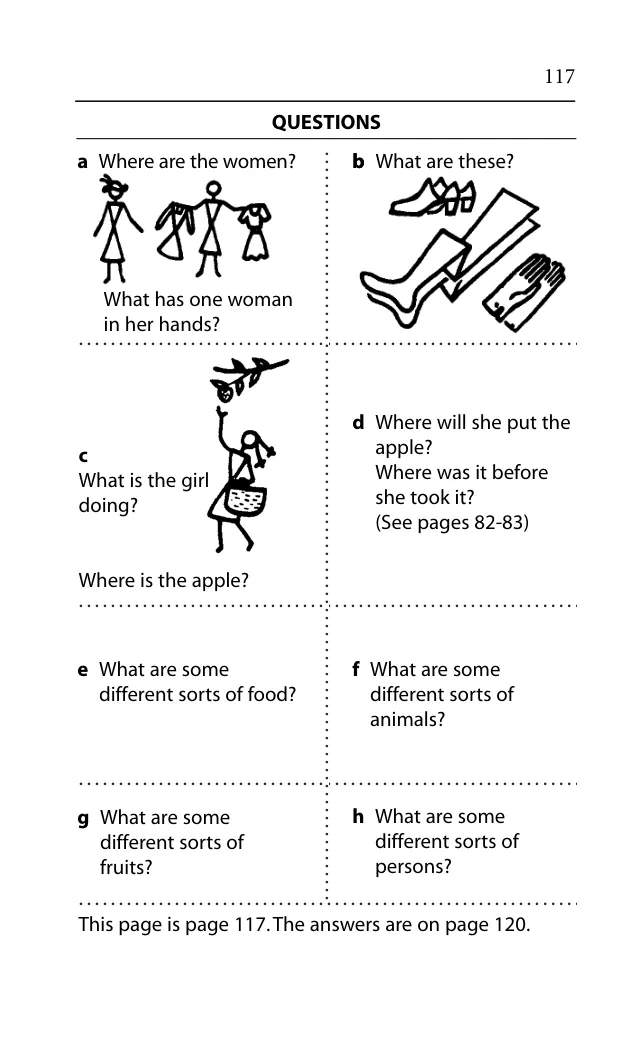 117
QUESTIONS
a Where are the women?
What has one woman
in her hands?
b What are these?
c
What is the girl
doing?
Where is the apple?
d Where will she put the
apple?
Where was it before
she took it?
(See pages 82-83)
e What are some
different sorts of food?
f What are some
different sorts of
animals?
g What are some
different sorts of
fruits?
h What are some
different sorts of
persons?
This page is page 117. The answers are on page 120.